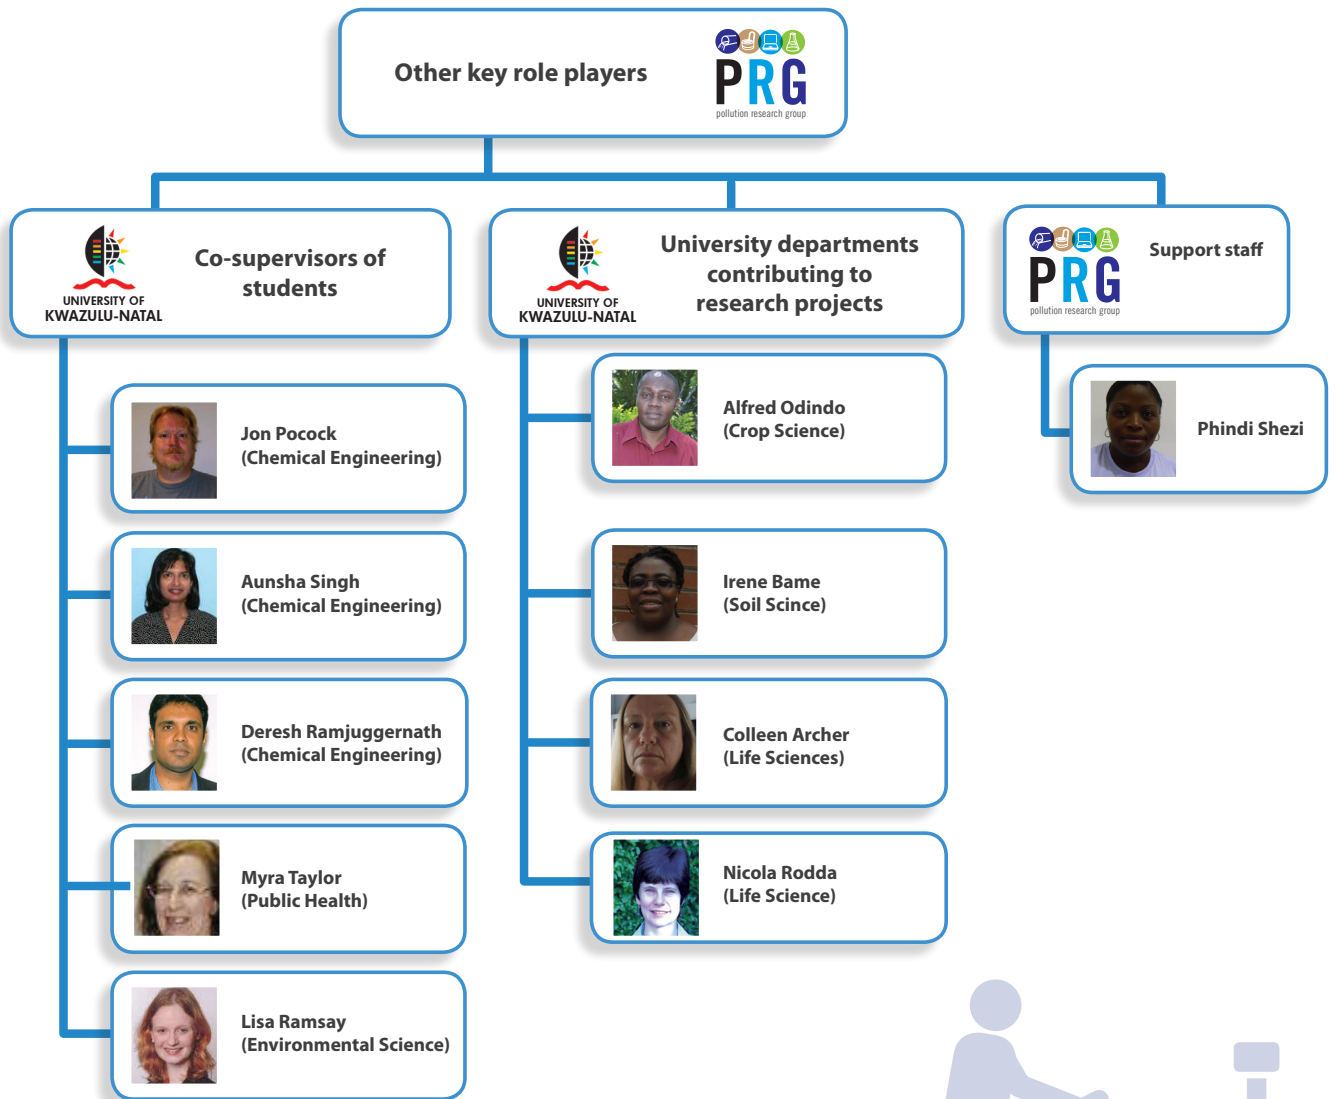 Other key role players
PRG
pollution research group
UNIVERSITY OF
KWAZULU-NATAL
Co-supervisors of
students
Jon Pocock
(Chemical Engineering)
Aunsha Singh
(Chemical Engineering)
Deresh Ramjuggernath
(Chemical Engineering)
Myra Taylor
(Public Health)
Lisa Ramsay
(Environmental Science)
UNIVERSITY OF
KWAZULU-NATAL
University departments
contributing to
research projects
Alfred Odindo
(Crop Science)
Irene Bame
(Soil Scince)
Colleen Archer
(Life Sciences)
Nicola Rodda
(Life Science)
PRG
pollution research group
Support staff
Phindi Shezi